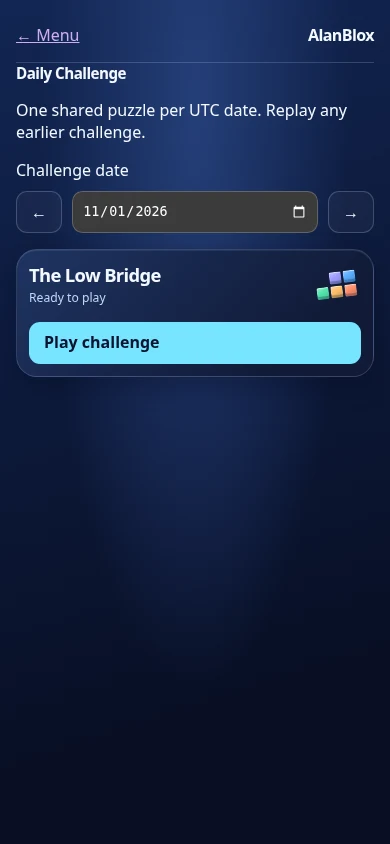 ← Menu
AlanBlox
Daily Challenge
One shared puzzle per UTC date. Replay any
earlier challenge.
Challenge date
←
11/01/2026
→
The Low Bridge
Ready to play
Play challenge